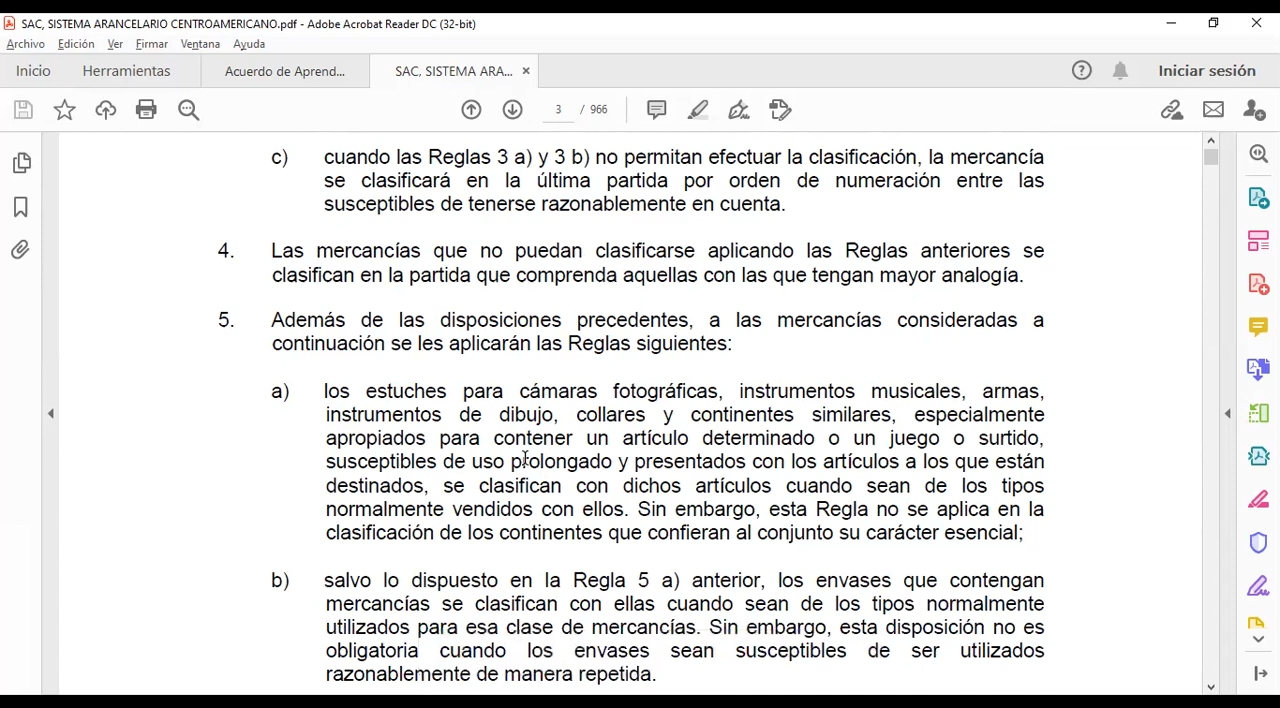 SAC, SISTEMA ARANCELARIO CENTROAMERICANO.pdf - Adobe Acrobat Reader DC (32-bit)
Archivo Edición Ver Firmar Ventana Ayuda
Inicio Herramientas Acuerdo de Aprend... SAC, SISTEMA ARA... × Iniciar sesión
3 / 966
c) cuando las Reglas 3 a) y 3 b) no permitan efectuar la clasificación, la mercancía
se clasificará en la última partida por orden de numeración entre las
susceptibles de tenerse razonablemente en cuenta.
4. Las mercancías que no puedan clasificarse aplicando las Reglas anteriores se
clasifican en la partida que comprenda aquellas con las que tengan mayor analogía.
5. Además de las disposiciones precedentes, a las mercancías consideradas a
continuación se les aplicarán las Reglas siguientes:
a) los estuches para cámaras fotográficas, instrumentos musicales, armas,
instrumentos de dibujo, collares y continentes similares, especialmente
apropiados para contener un artículo determinado o un juego o surtido,
susceptibles de uso prolongado y presentados con los artículos a los que están
destinados, se clasifican con dichos artículos cuando sean de los tipos
normalmente vendidos con ellos. Sin embargo, esta Regla no se aplica en la
clasificación de los continentes que confieran al conjunto su carácter esencial;
b) salvo lo dispuesto en la Regla 5 a) anterior, los envases que contengan
mercancías se clasifican con ellas cuando sean de los tipos normalmente
utilizados para esa clase de mercancías. Sin embargo, esta disposición no es
obligatoria cuando los envases sean susceptibles de ser utilizados
razonablemente de manera repetida.